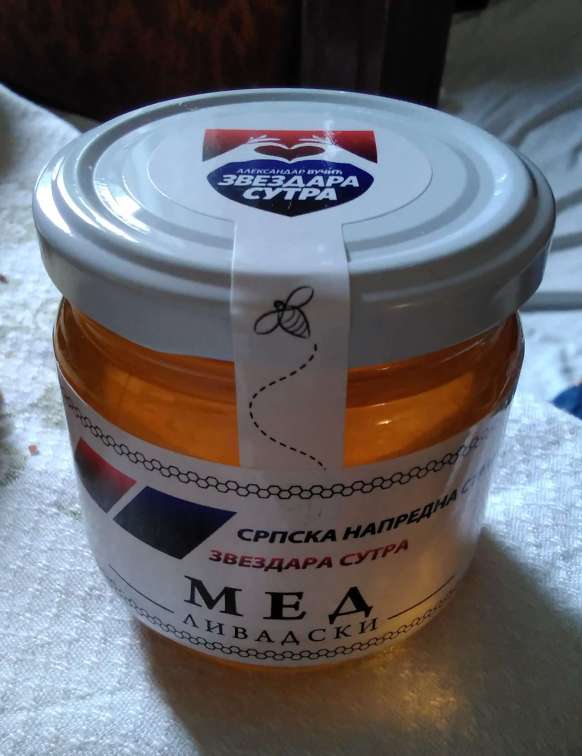 АЛЕКСАНДАР ВУЧИЋ
ЗВЕЗДАРА
СУТРА
СРПСКА НАПРЕДНА
ЗВЕЗДАРА СУТРА
МЕД
ЛИВАДСКИ